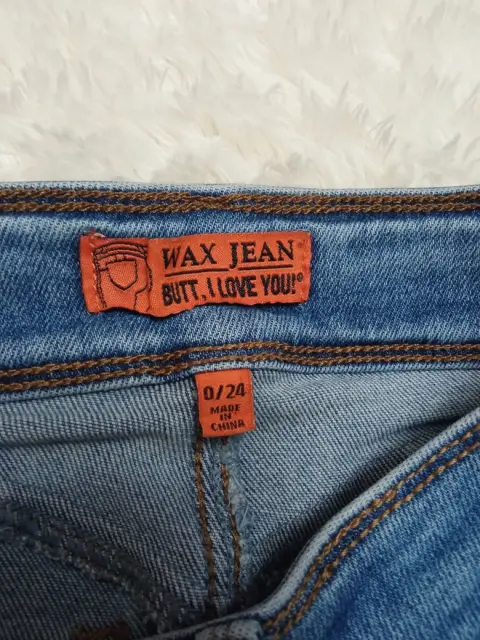 WAX JEAN
BUTT, I LOVE YOU!®
0/24
MADE IN
CHINA